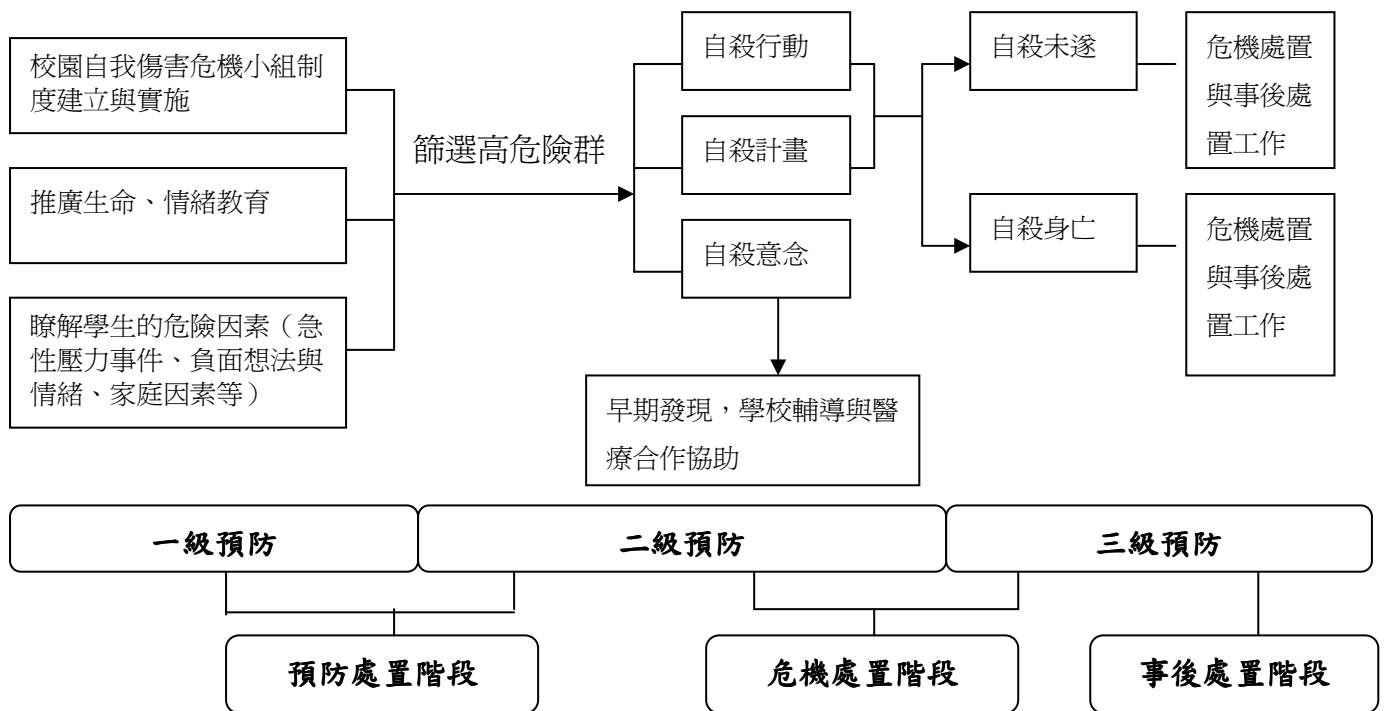 校園自我傷害危機小組制
度建立與實施
推廣生命、情緒教育
瞭解學生的危險因素（急
性壓力事件、負面想法與
情緒、家庭因素等）
篩選高危險群
自殺行動
自殺計畫
自殺意念
早期發現，學校輔導與醫
療合作協助
自殺未遂
危機處置
與事後處
置工作
自殺身亡
危機處置
與事後處
置工作
一級預防
二級預防
三級預防
預防處置階段
危機處置階段
事後處置階段